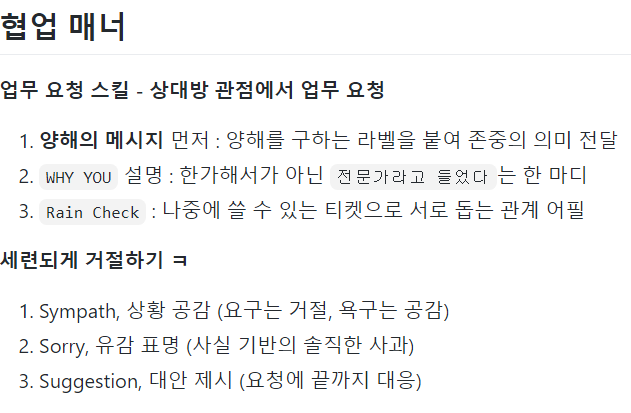 협업 매너
업무 요청 스킬 - 상대방 관점에서 업무 요청
1. 양해의 메시지 먼저 : 양해를 구하는 라벨을 붙여 존중의 의미 전달
2. WHY YOU 설명 : 한가해서가 아닌 전문가라고 들었다 는 한 마디
3. Rain Check : 나중에 쓸 수 있는 티켓으로 서로 돕는 관계 어필
세련되게 거절하기 ㅋ
1. Sympath, 상황 공감 (요구는 거절, 욕구는 공감)
2. Sorry, 유감 표명 (사실 기반의 솔직한 사과)
3. Suggestion, 대안 제시 (요청에 끝까지 대응)